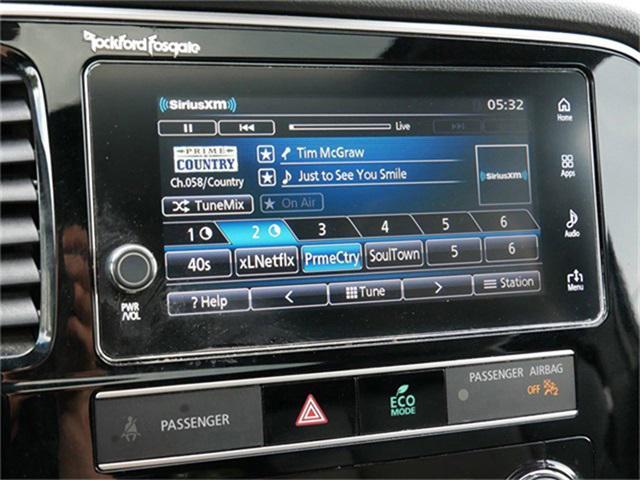 Rockford Fosgate
SiriusXM 05:32
Live
Home
PRIME
COUNTRY
Tim McGraw
Just to See You Smile
SiriusXM
Ch.058/Country
Apps
TuneMix On Air
1 2 3 4 5 6
Audio
40s xLNetflx PrmeCtry SoulTown 5 6
PWR
/VOL
? Help < Tune > Station
Menu
PASSENGER
ECO
MODE
PASSENGER AIRBAG
OFF 2